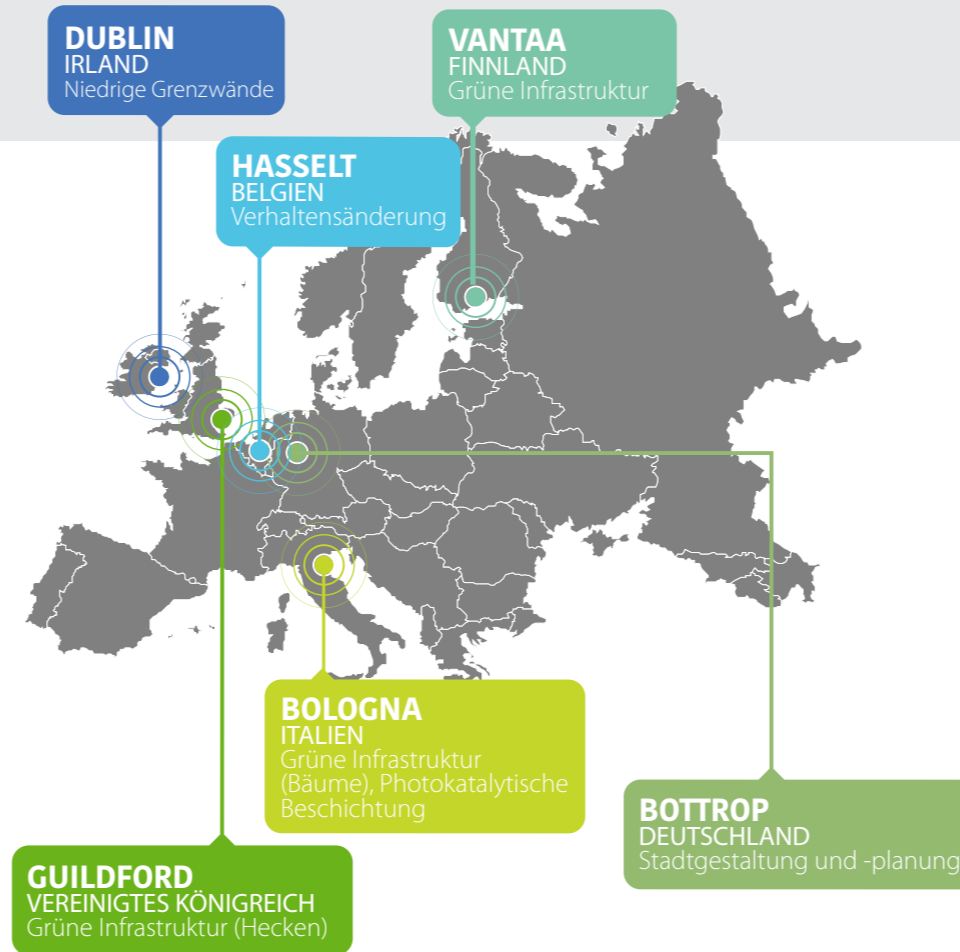 DUBLIN
IRLAND
Niedrige Grenzwände
VANTAA
FINNLAND
Grüne Infrastruktur
HASSELT
BELGIEN
Verhaltensänderung
BOLOGNA
ITALIEN
Grüne Infrastruktur
(Bäume), Photokatalytische
Beschichtung
BOTTROP
DEUTSCHLAND
Stadtgestaltung und -planung
GUILDFORD
VEREINIGTES KÖNIGREICH
Grüne Infrastruktur (Hecken)